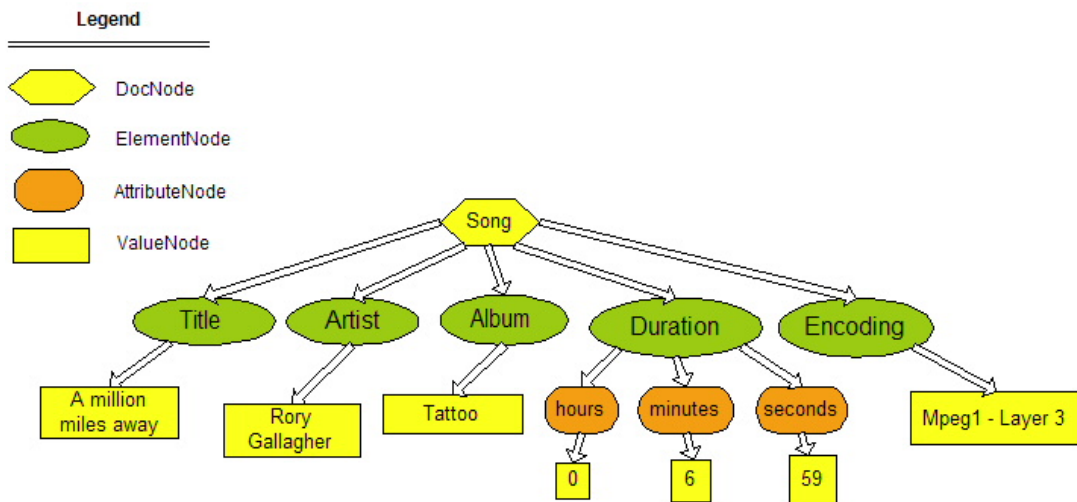 Legend
DocNode
ElementNode
AttributeNode
ValueNode
Song
Title
Artist
Album
Duration
Encoding
A million
miles away
Rory
Gallagher
Tattoo
hours
minutes
seconds
Mpeg1 - Layer 3
0
6
59